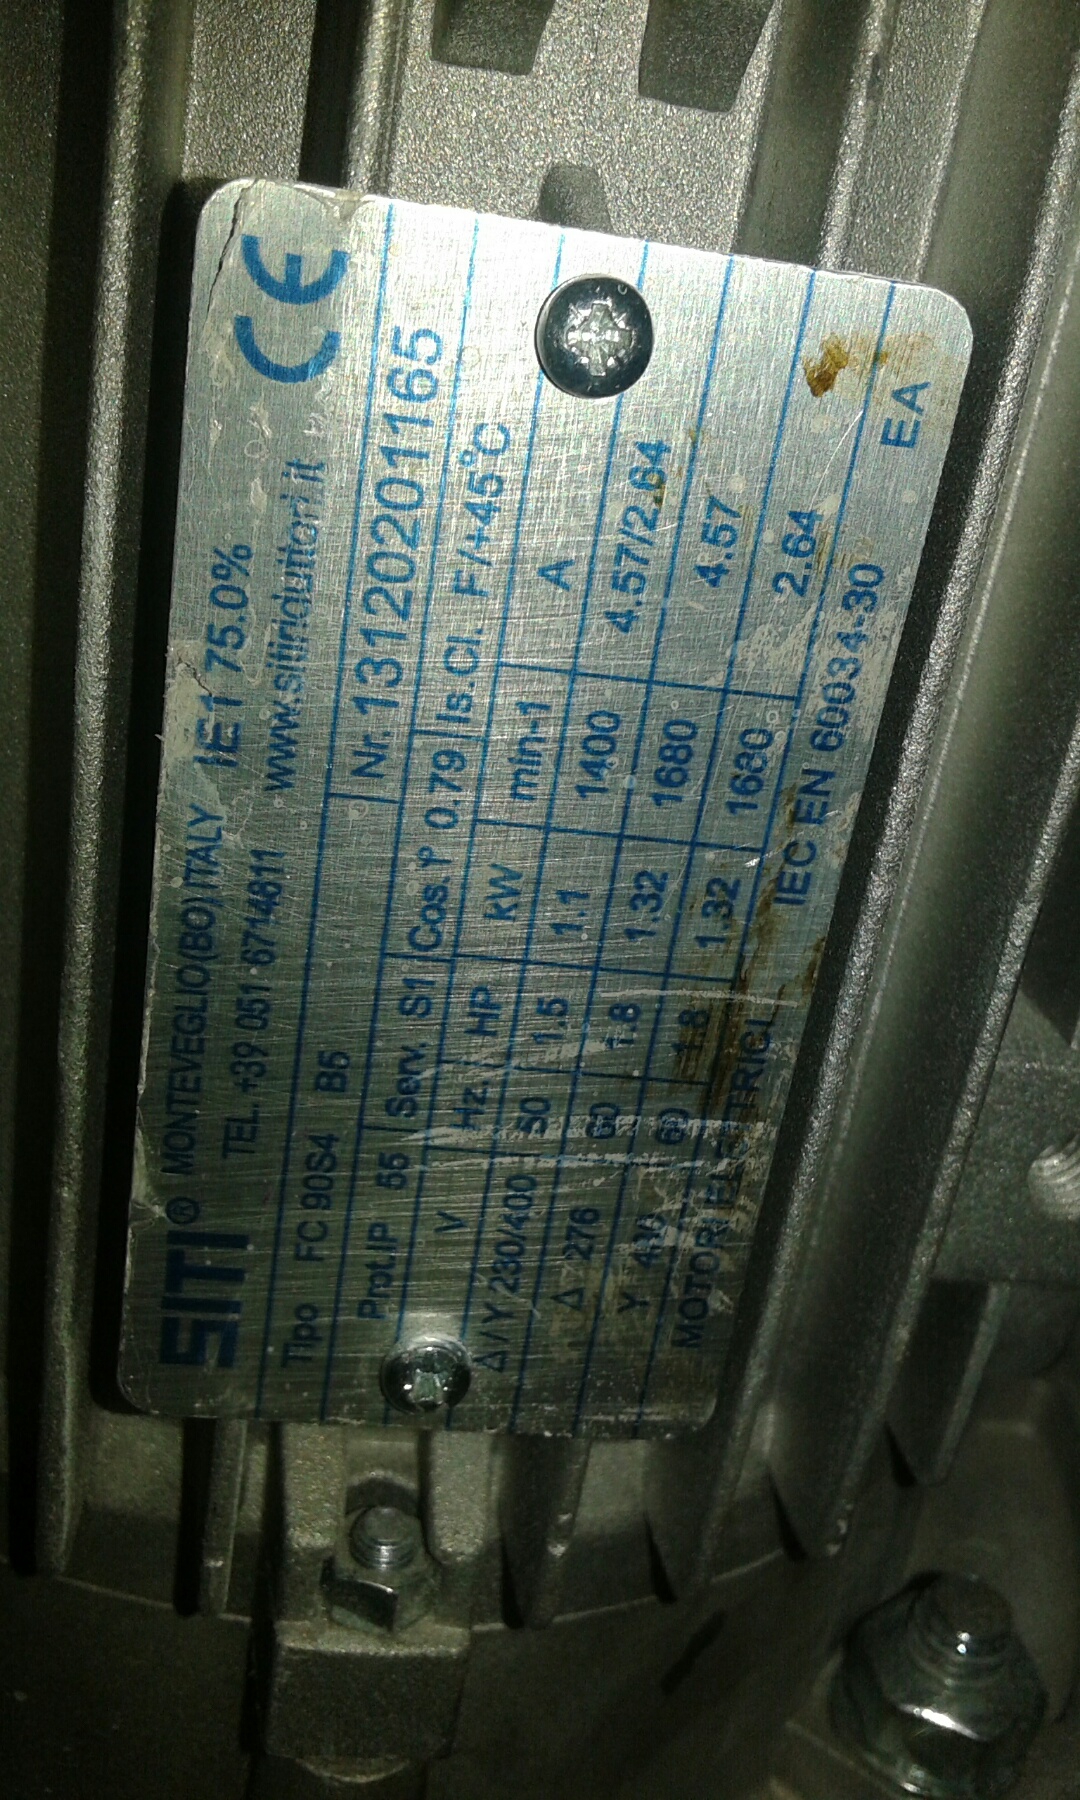 SITI® MONTEVEGLIO(BO)ITALY IE1 75.0%
TEL. +39 051·6714811 www.sitiriduttori.it CE
Tipo FC 90S4 B5 Nr. 13120201165
Prot.IP 55 Serv. S1 Cos.φ 0.79 Is.Cl. F/+45°C
V Hz. HP kW min-1 A
Δ/Y 230/400 50 1.5 1.1 1400 4.57/2.64
Δ 276 60 1.8 1.32 1680 4.57
Y 60 1.8 1.32 1680 2.64
MOTORI ELETTRICI IEC EN 60034-30 EA